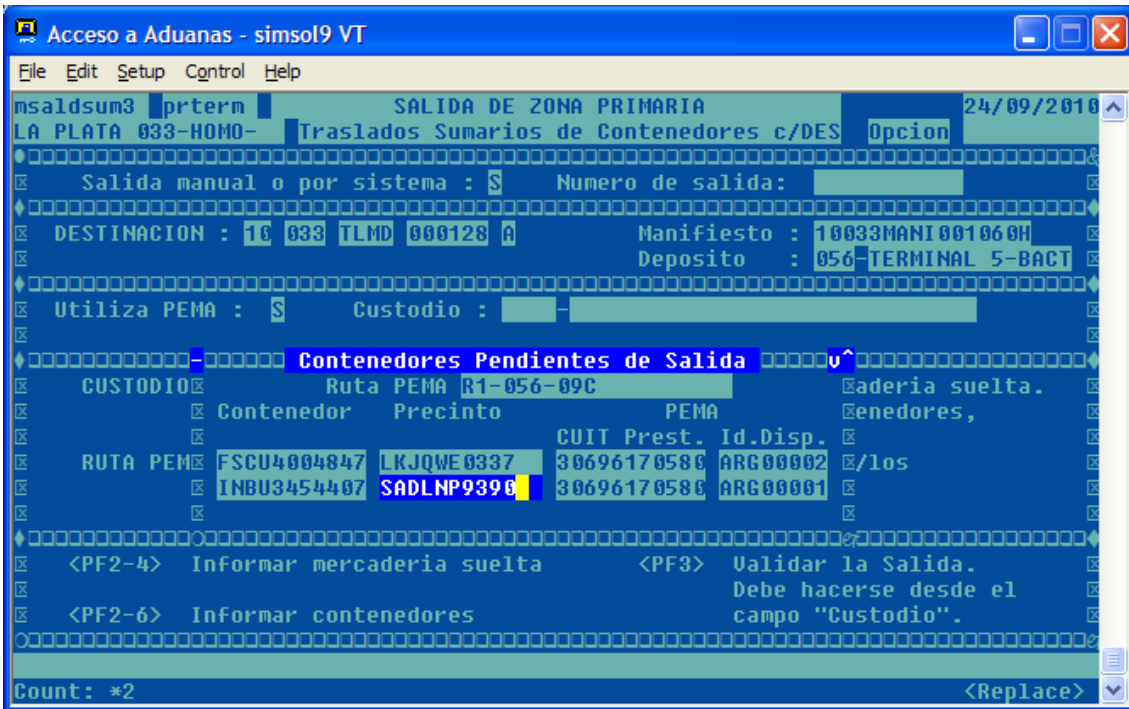 Acceso a Aduanas - simsol9 VT
File Edit Setup Control Help
msaldsum3 prterm SALIDA DE ZONA PRIMARIA 24/09/2010
LA PLATA 033-HOMO- Traslados Sumarios de Contenedores c/DES Opcion
Salida manual o por sistema : S Numero de salida:
DESTINACION : 10 033 TLMD 000128 A Manifiesto : 10033MANI001060H
Deposito : 056-TERMINAL 5-BACT
Utiliza PEMA : S Custodio : -
- Contenedores Pendientes de Salida v^
CUSTODIO Ruta PEMA R1-056-09C aderia suelta.
Contenedor Precinto PEMA enedores,
CUIT Prest. Id.Disp.
RUTA PEM FSCU4004847 LKJQWE0337 30696170580 ARG00002 /los
INBU3454407 SADLNP9390 30696170580 ARG00001
<PF2-4> Informar mercaderia suelta <PF3> Validar la Salida.
Debe hacerse desde el
<PF2-6> Informar contenedores campo "Custodio".
Count: *2 <Replace>